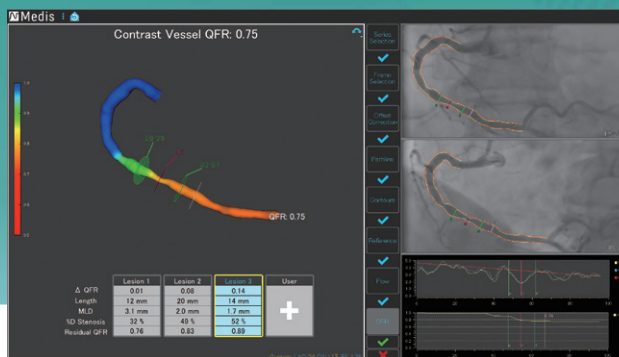 Medis
Contrast Vessel QFR: 0.75
QFR: 0.75
Lesion 1 Lesion 2 Lesion 3 User
Δ QFR 0.01 0.08 0.14
Length 12 mm 20 mm 14 mm
MLD 3.1 mm 2.0 mm 1.7 mm
%D Stenosis 32 % 49 % 52 %
Residual QFR 0.76 0.83 0.89
+
Series
Selection
Frame
Selection
Offset
Correction
Pathline
Contour
Reference
Flow
QFR